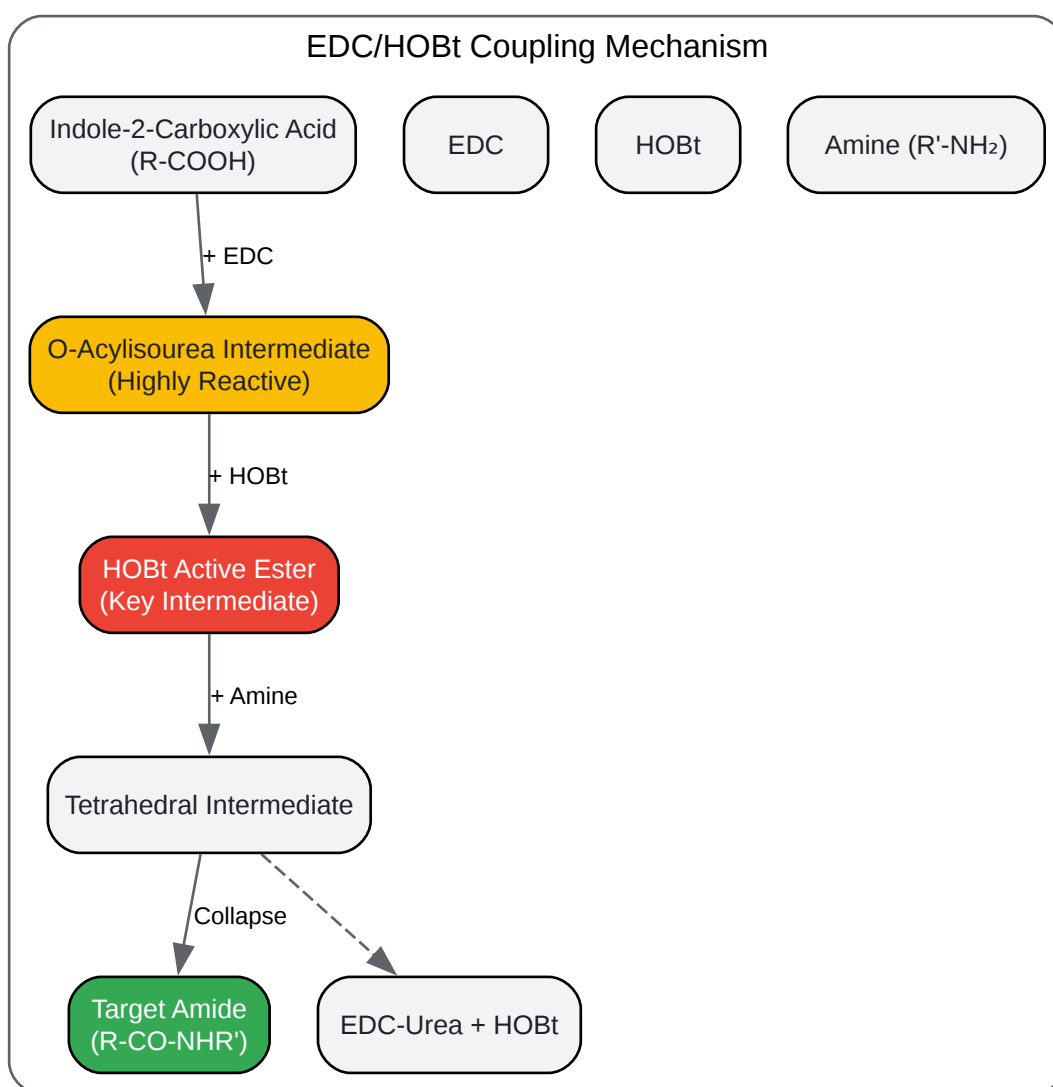 EDC/HOBt Coupling Mechanism
Indole-2-Carboxylic Acid
(R-COOH)
EDC
HOBt
Amine (R'-NH₂)
+ EDC
O-Acylisourea Intermediate
(Highly Reactive)
+ HOBt
HOBt Active Ester
(Key Intermediate)
+ Amine
Tetrahedral Intermediate
Collapse
Target Amide
(R-CO-NHR')
EDC-Urea + HOBt